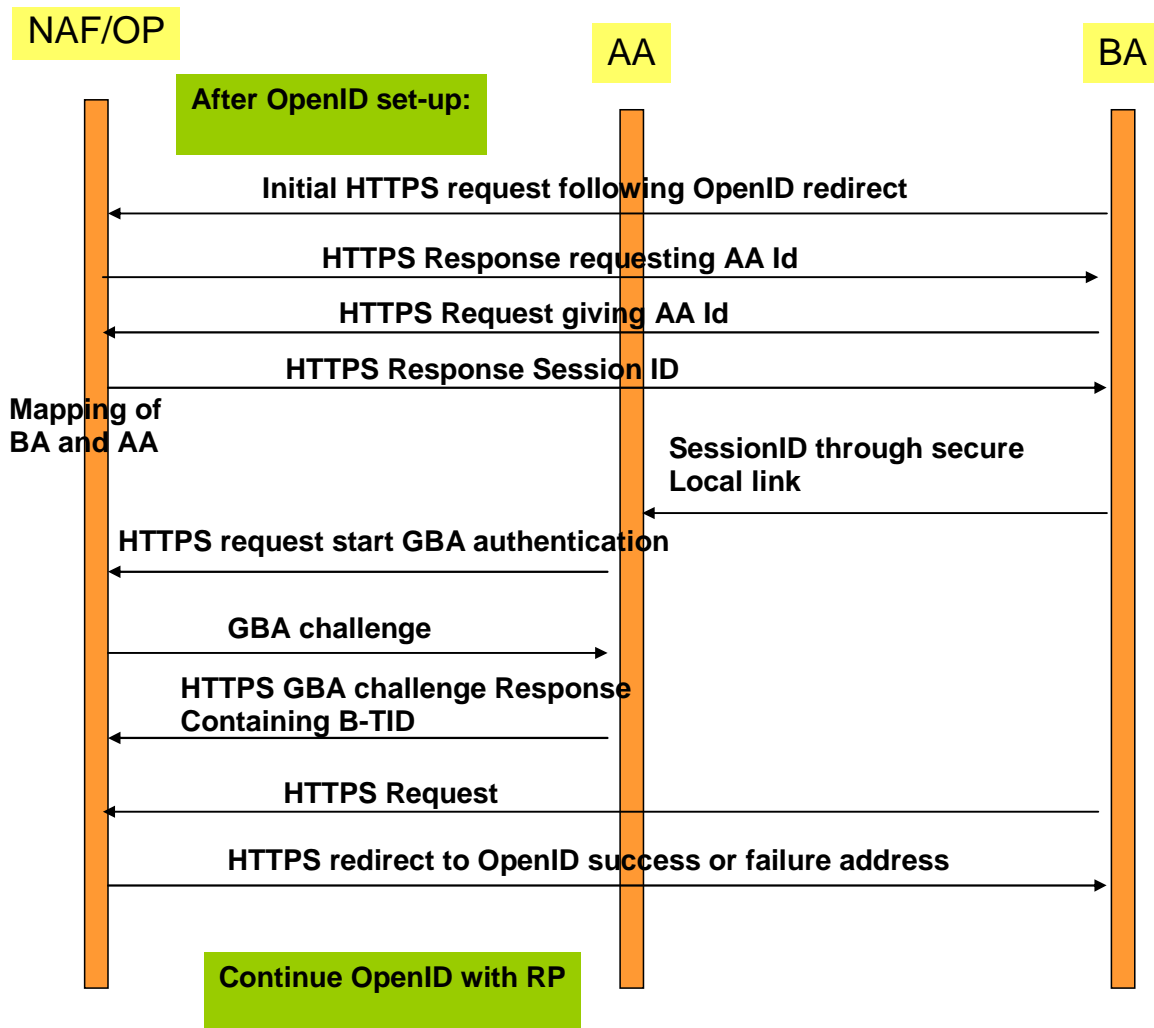 NAF/OP
AA
BA
After OpenID set-up:
Initial HTTPS request following OpenID redirect
HTTPS Response requesting AA Id
HTTPS Request giving AA Id
HTTPS Response Session ID
Mapping of
BA and AA
SessionID through secure
Local link
HTTPS request start GBA authentication
GBA challenge
HTTPS GBA challenge Response
Containing B-TID
HTTPS Request
HTTPS redirect to OpenID success or failure address
Continue OpenID with RP